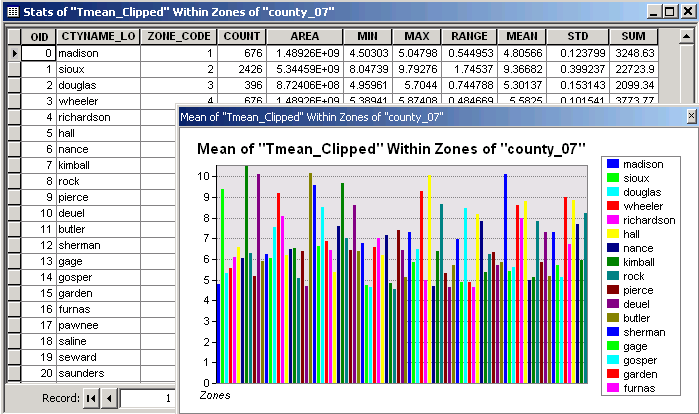 Stats of "Tmean_Clipped" Within Zones of "county_07"
OID CTYNAME_LO ZONE_CODE COUNT AREA MIN MAX RANGE MEAN STD SUM
0 madison 1 676 1.48926E+09 4.50303 5.04798 0.544953 4.80566 0.123799 3248.63
1 sioux 2 2426 5.34459E+09 8.04739 9.79276 1.74537 9.36682 0.399237 22723.9
2 douglas 3 396 8.72406E+08 4.95961 5.7044 0.744788 5.30137 0.153143 2099.34
3 wheeler 4 676 1.48926E+09 5.38941 5.87408 0.484669 5.5825 0.101541 3773.77
4 richardson
5 hall
6 nance
7 kimball
8 rock
9 pierce
10 deuel
11 butler
12 sherman
13 gage
14 gosper
15 garden
16 furnas
17 pawnee
18 saline
19 seward
20 saunders
Record: 1
Mean of "Tmean_Clipped" Within Zones of "county_07"
Mean of "Tmean_Clipped" Within Zones of "county_07"
10
9
8
7
6
5
4
3
2
1
0
Zones
madison
sioux
douglas
wheeler
richardson
hall
nance
kimball
rock
pierce
deuel
butler
sherman
gage
gosper
garden
furnas